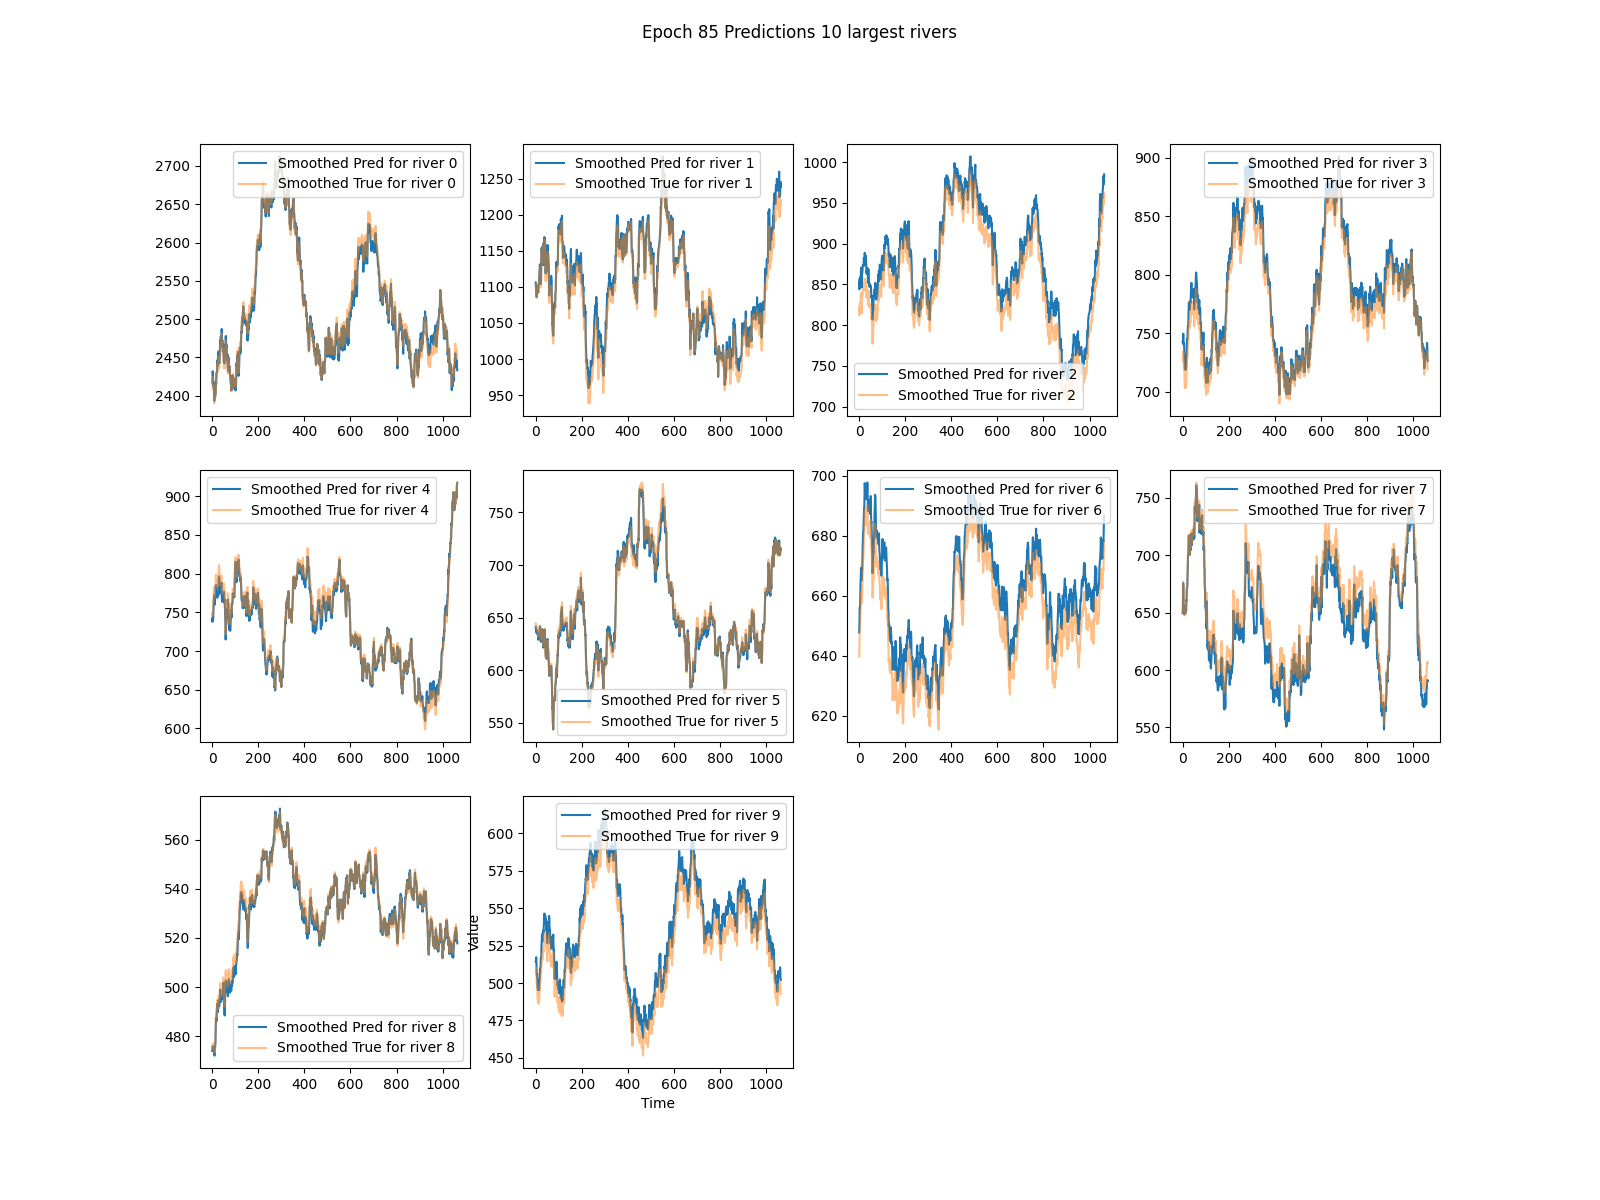 Epoch 85 Predictions 10 largest rivers
2700
2650
2600
2550
2500
2450
2400
Smoothed Pred for river 0
Smoothed True for river 0
0 200 400 600 800 1000
1250
1200
1150
1100
1050
1000
950
Smoothed Pred for river 1
Smoothed True for river 1
0 200 400 600 800 1000
1000
950
900
850
800
750
700
Smoothed Pred for river 2
Smoothed True for river 2
0 200 400 600 800 1000
900
850
800
750
700
Smoothed Pred for river 3
Smoothed True for river 3
0 200 400 600 800 1000
900
850
800
750
700
650
600
Smoothed Pred for river 4
Smoothed True for river 4
0 200 400 600 800 1000
750
700
650
600
550
Smoothed Pred for river 5
Smoothed True for river 5
0 200 400 600 800 1000
700
680
660
640
620
Smoothed Pred for river 6
Smoothed True for river 6
0 200 400 600 800 1000
750
700
650
600
550
Smoothed Pred for river 7
Smoothed True for river 7
0 200 400 600 800 1000
560
540
520
500
480
Smoothed Pred for river 8
Smoothed True for river 8
0 200 400 600 800 1000
Value
600
575
550
525
500
475
450
Smoothed Pred for river 9
Smoothed True for river 9
0 200 400 600 800 1000
Time